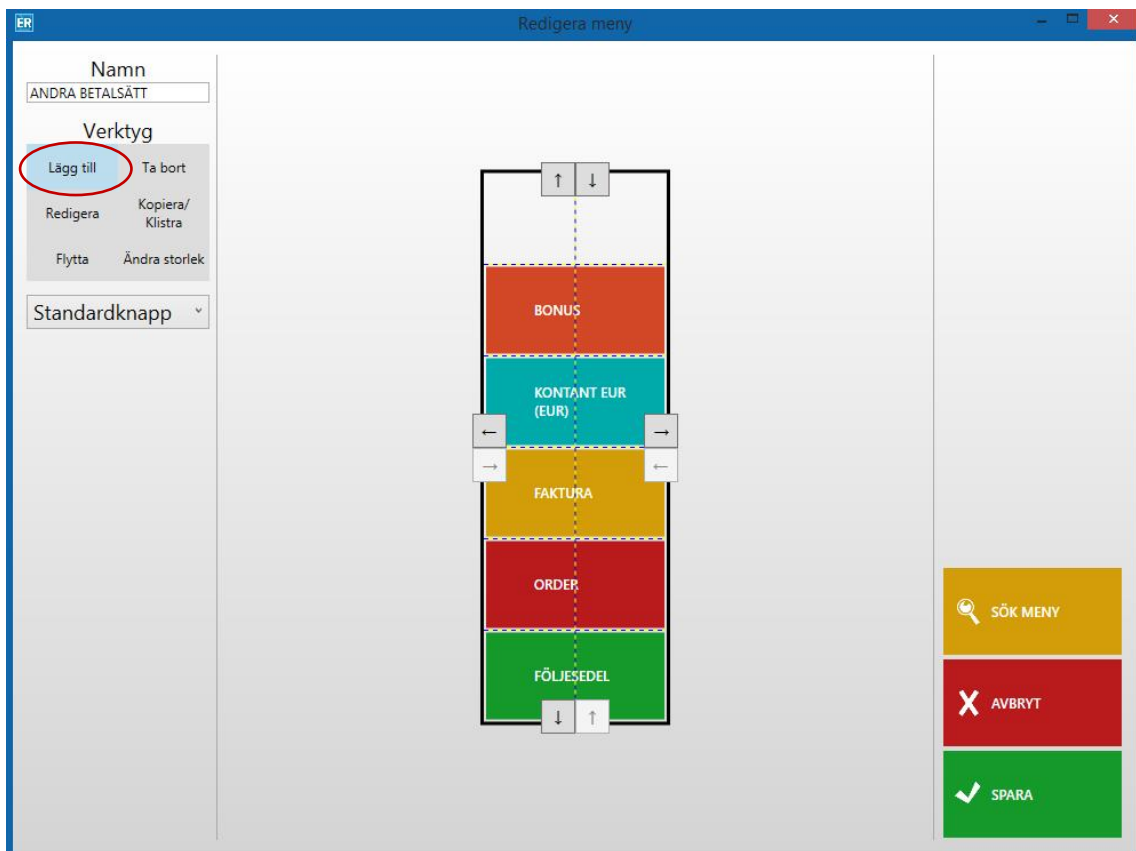 ER
Redigera meny
Namn
ANDRA BETALSÄTT
Verktyg
Lägg till
Ta bort
Redigera
Kopiera/
Klistra
Flytta
Ändra storlek
Standardknapp
↑ ↓
BONUS
KONTANT EUR
(EUR)
← →
→ ←
FAKTURA
ORDER
FÖLJESEDEL
↓ ↑
SÖK MENY
AVBRYT
SPARA